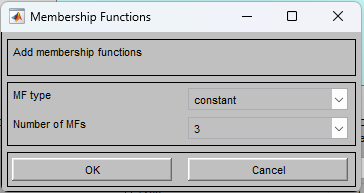 Membership Functions
Add membership functions
MF type
constant
Number of MFs
3
OK
Cancel